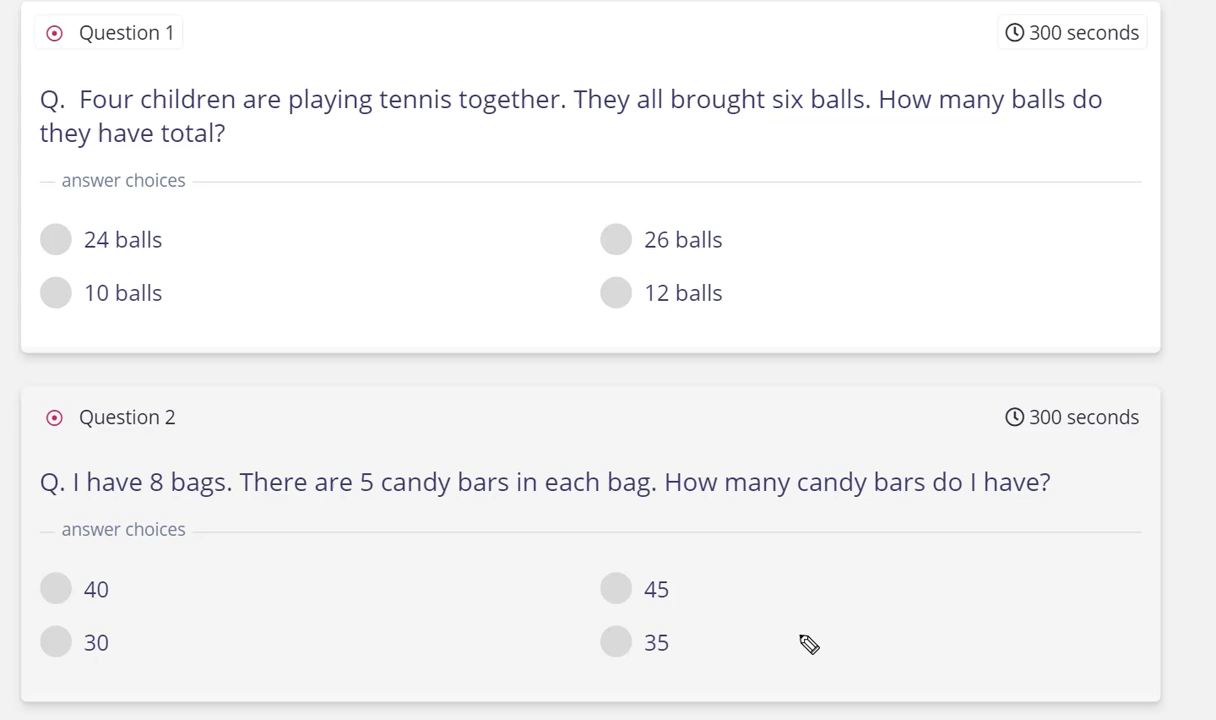 Question 1
300 seconds
Q. Four children are playing tennis together. They all brought six balls. How many balls do
they have total?
answer choices
24 balls
26 balls
10 balls
12 balls
Question 2
300 seconds
Q. I have 8 bags. There are 5 candy bars in each bag. How many candy bars do I have?
answer choices
40
45
30
35